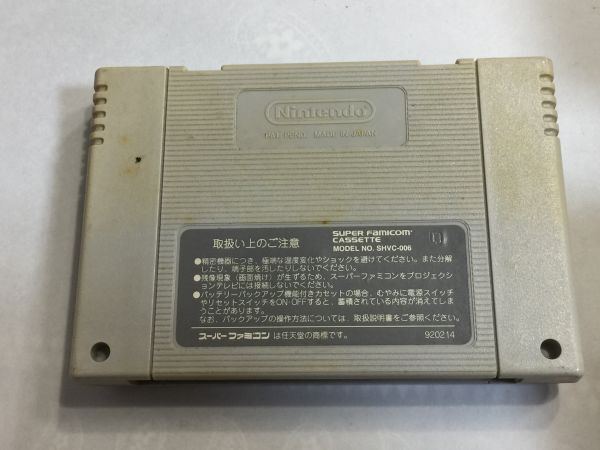 Nintendo
PAT. PEND. MADE IN JAPAN
取扱い上のご注意
SUPER FAMICOM
CASSETTE
MODEL NO. SHVC-006
●精密機器につき、極端な温度変化やショックを避けてください。また分解
したり、端子部を汚したりしないでください。
●残像現象（画面焼け）が生ずるため、スーパーファミコンをプロジェクシ
ョンテレビには接続しないでください。
●バッテリーバックアップ機能付きカセットの場合、むやみに電源スイッチ
やリセットスイッチをON・OFFすると、蓄積されている内容が消えてしま
うことがあります。
なお、バックアップの操作方法については、取扱説明書をご参照ください。
スーパーファミコン は任天堂の商標です。
920214